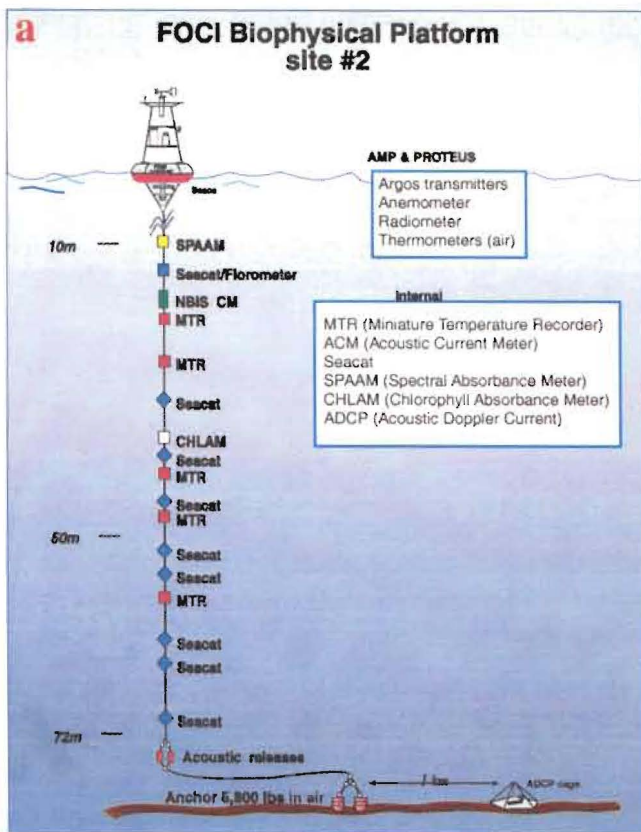 a
FOCI Biophysical Platform
site #2
AMP & PROTEUS
Argos transmitters
Anemometer
Radiometer
Thermometers (air)
Seacat
10m
SPAAM
Seacat/Florometer
NBIS CM
MTR
MTR
Seacat
CHLAM
Seacat
MTR
Seacat
MTR
Internal
MTR (Miniature Temperature Recorder)
ACM (Acoustic Current Meter)
Seacat
SPAAM (Spectral Absorbance Meter)
CHLAM (Chlorophyll Absorbance Meter)
ADCP (Acoustic Doppler Current)
50m
Seacat
Seacat
MTR
Seacat
Seacat
Seacat
72m
Acoustic releases
Anchor 5,800 lbs in air
ADCP cage